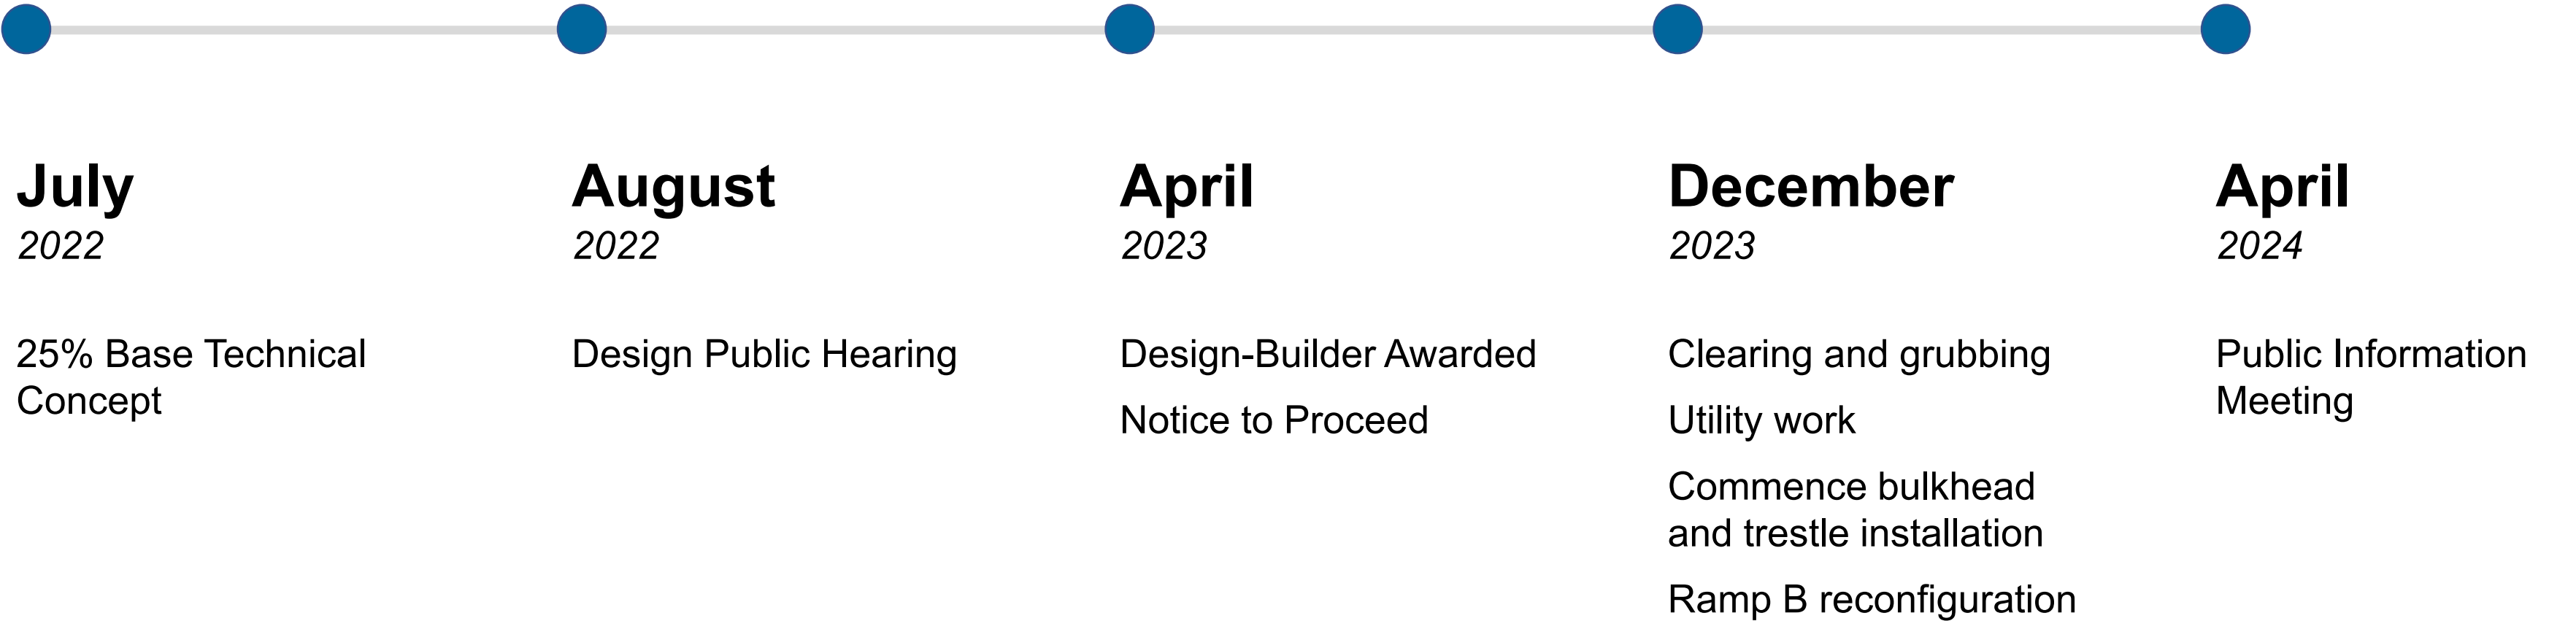 July
2022
25% Base Technical
Concept
August
2022
Design Public Hearing
April
2023
Design-Builder Awarded
Notice to Proceed
December
2023
Clearing and grubbing
Utility work
Commence bulkhead
and trestle installation
Ramp B reconfiguration
April
2024
Public Information
Meeting